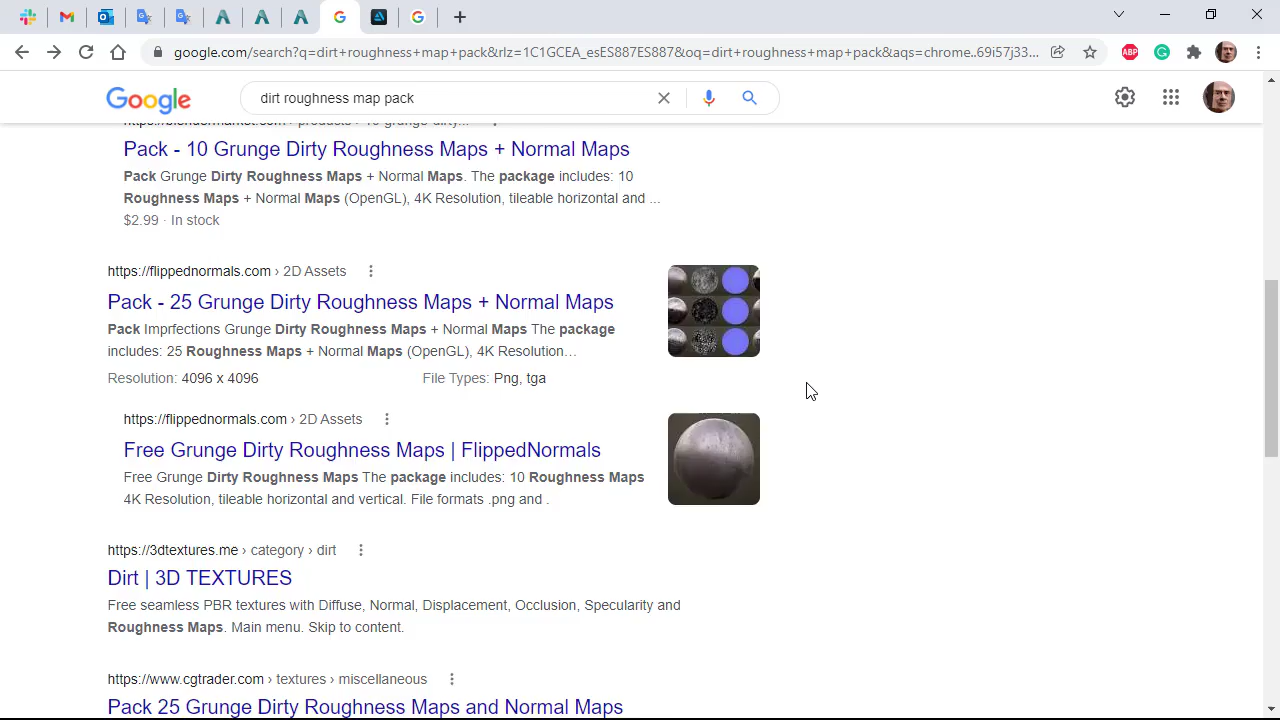 google.com/search?q=dirt+roughness+map+pack&rlz=1C1GCEA_esES887ES887&oq=dirt+roughness+map+pack&aqs=chrome..69i57j33...
ABP
Google
dirt roughness map pack
Pack - 10 Grunge Dirty Roughness Maps + Normal Maps
Pack Grunge Dirty Roughness Maps + Normal Maps. The package includes: 10
Roughness Maps + Normal Maps (OpenGL), 4K Resolution, tileable horizontal and ...
$2.99 · In stock
https://flippednormals.com › 2D Assets
Pack - 25 Grunge Dirty Roughness Maps + Normal Maps
Pack Imprfections Grunge Dirty Roughness Maps + Normal Maps The package
includes: 25 Roughness Maps + Normal Maps (OpenGL), 4K Resolution…
Resolution: 4096 x 4096 File Types: Png, tga
https://flippednormals.com › 2D Assets
Free Grunge Dirty Roughness Maps | FlippedNormals
Free Grunge Dirty Roughness Maps The package includes: 10 Roughness Maps
4K Resolution, tileable horizontal and vertical. File formats .png and .
https://3dtextures.me › category › dirt
Dirt | 3D TEXTURES
Free seamless PBR textures with Diffuse, Normal, Displacement, Occlusion, Specularity and
Roughness Maps. Main menu. Skip to content.
https://www.cgtrader.com › textures › miscellaneous
Pack 25 Grunge Dirty Roughness Maps and Normal Maps